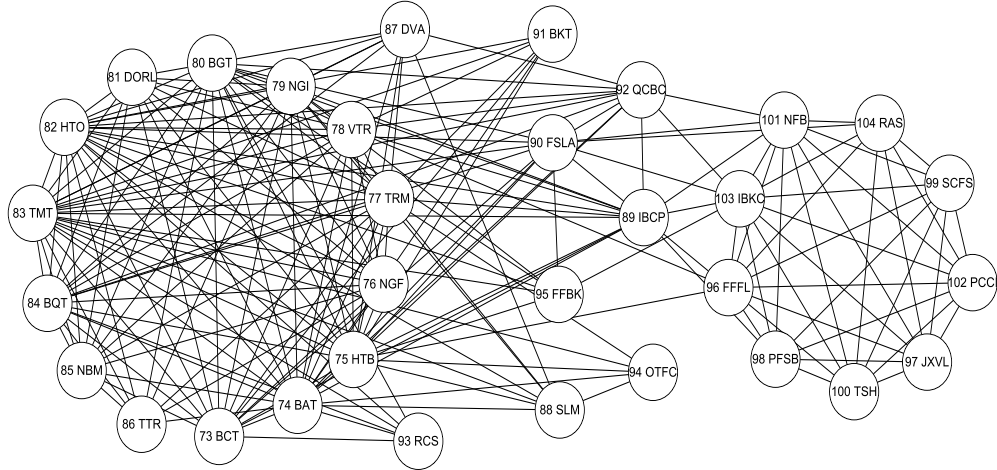 87 DVA
91 BKT
80 BGT
81 DORL
79 NGI
92 QCBC
82 HTO
78 VTR
90 FSLA
101 NFB
104 RAS
77 TRM
103 IBKC
99 SCFS
83 TMT
89 IBCP
76 NGF
95 FFBK
96 FFFL
102 PCC
84 BQT
75 HTB
98 PFSB
97 JXVL
85 NBM
94 OTFC
100 TSH
74 BAT
88 SLM
86 TTR
73 BCT
93 RCS